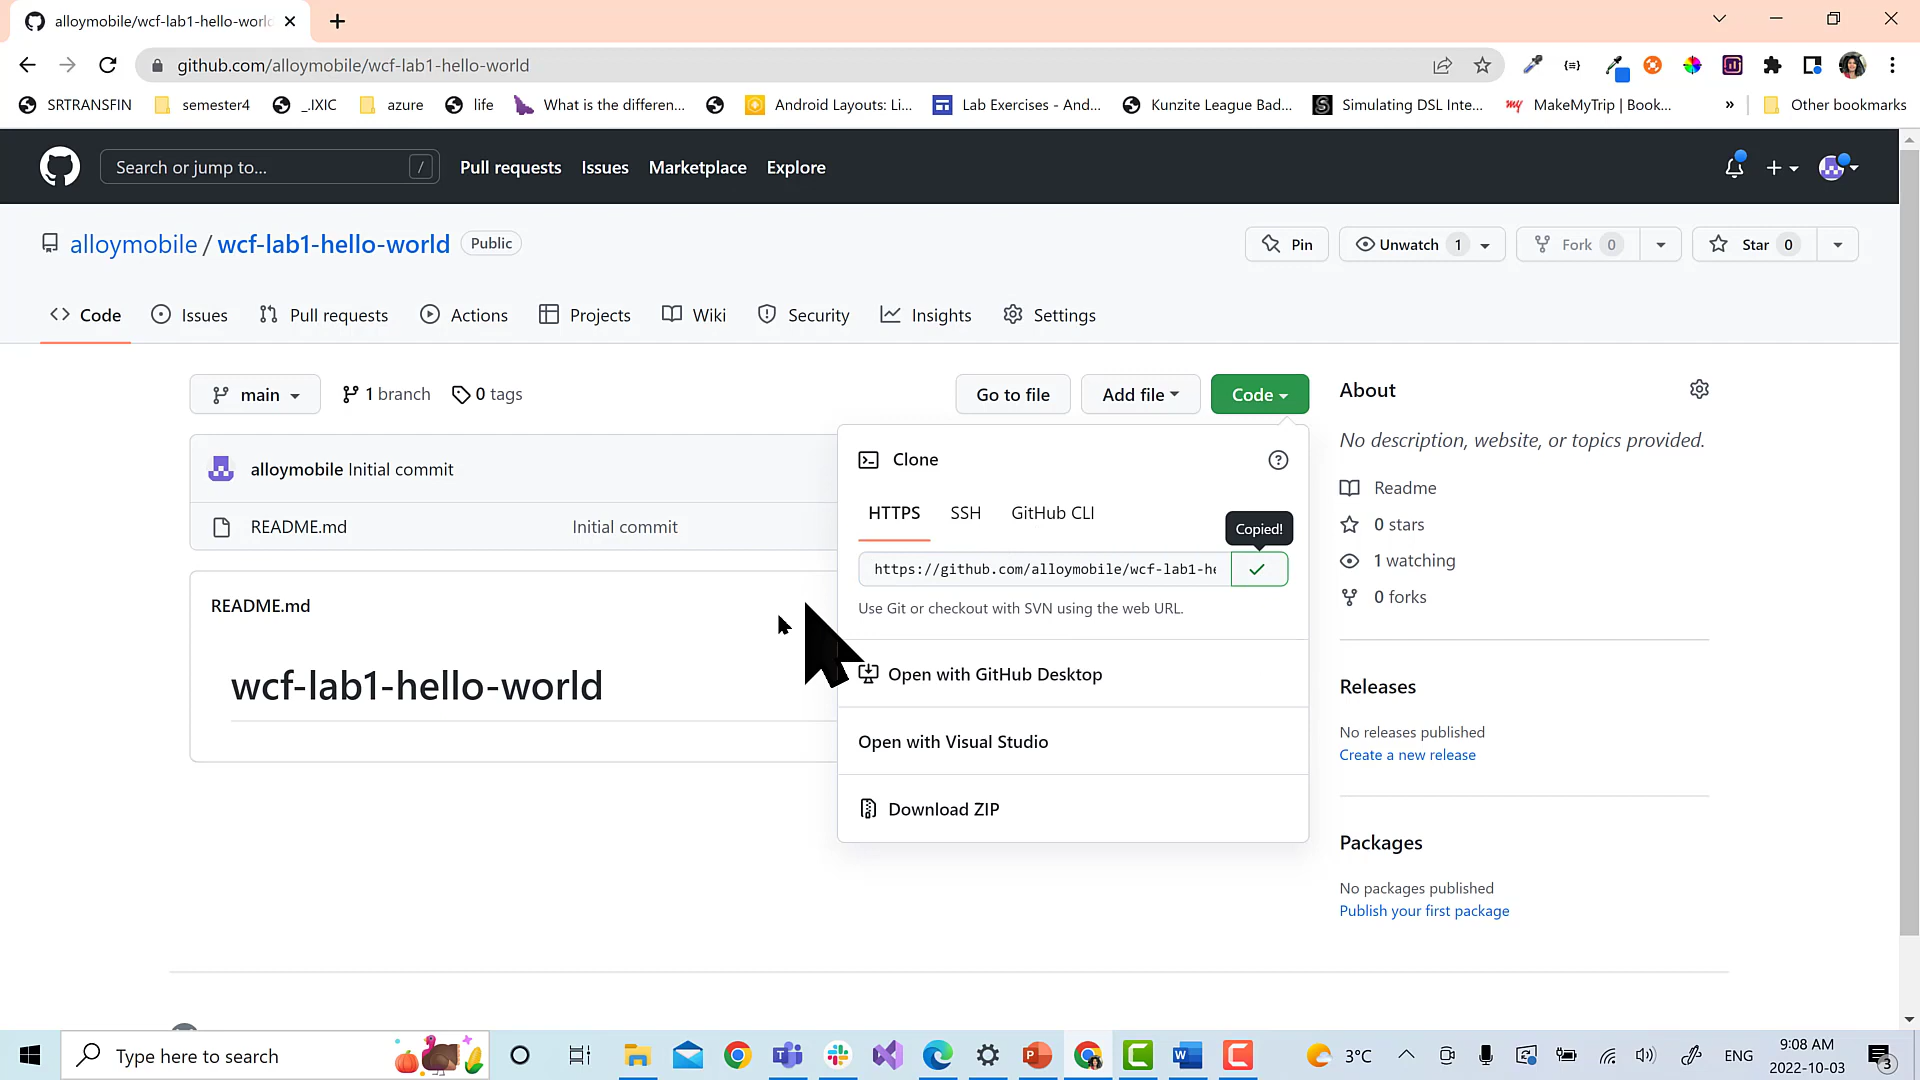 alloymobile/wcf-lab1-hello-world
github.com/alloymobile/wcf-lab1-hello-world
SRTRANSFIN semester4 _.IXIC azure life What is the differen... Android Layouts: Li... Lab Exercises - And... Kunzite League Bad... Simulating DSL Inte... MakeMyTrip | Book... » Other bookmarks
Search or jump to... / Pull requests Issues Marketplace Explore
alloymobile / wcf-lab1-hello-world Public Pin Unwatch 1 Fork 0 Star 0
Code Issues Pull requests Actions Projects Wiki Security Insights Settings
main 1 branch 0 tags Go to file Add file Code
alloymobile Initial commit
README.md Initial commit
README.md
wcf-lab1-hello-world
Clone
HTTPS SSH GitHub CLI
Copied!
https://github.com/alloymobile/wcf-lab1-he
Use Git or checkout with SVN using the web URL.
Open with GitHub Desktop
Open with Visual Studio
Download ZIP
About
No description, website, or topics provided.
Readme
0 stars
1 watching
0 forks
Releases
No releases published
Create a new release
Packages
No packages published
Publish your first package
Type here to search 3°C ENG 9:08 AM
2022-10-03
3